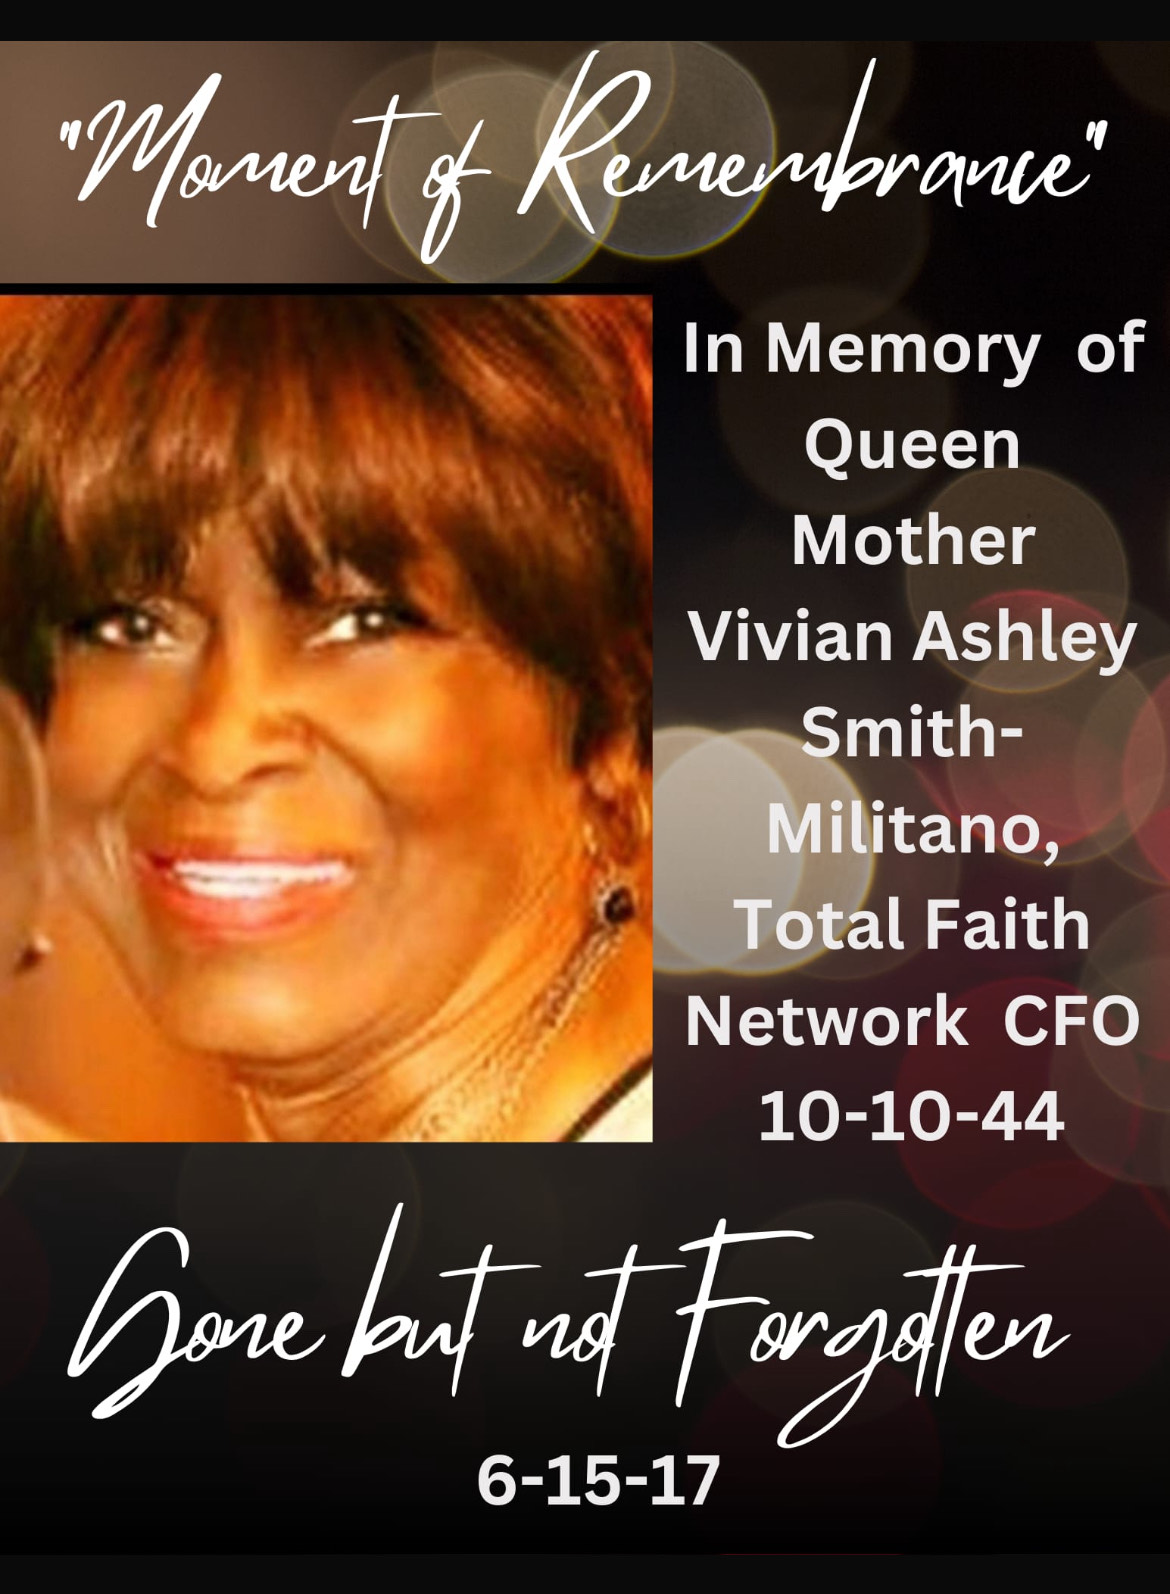 "Moment of Remembrance"
In Memory of
Queen
Mother
Vivian Ashley
Smith-
Militano,
Total Faith
Network CFO
10-10-44
Gone but not Forgotten
6-15-17